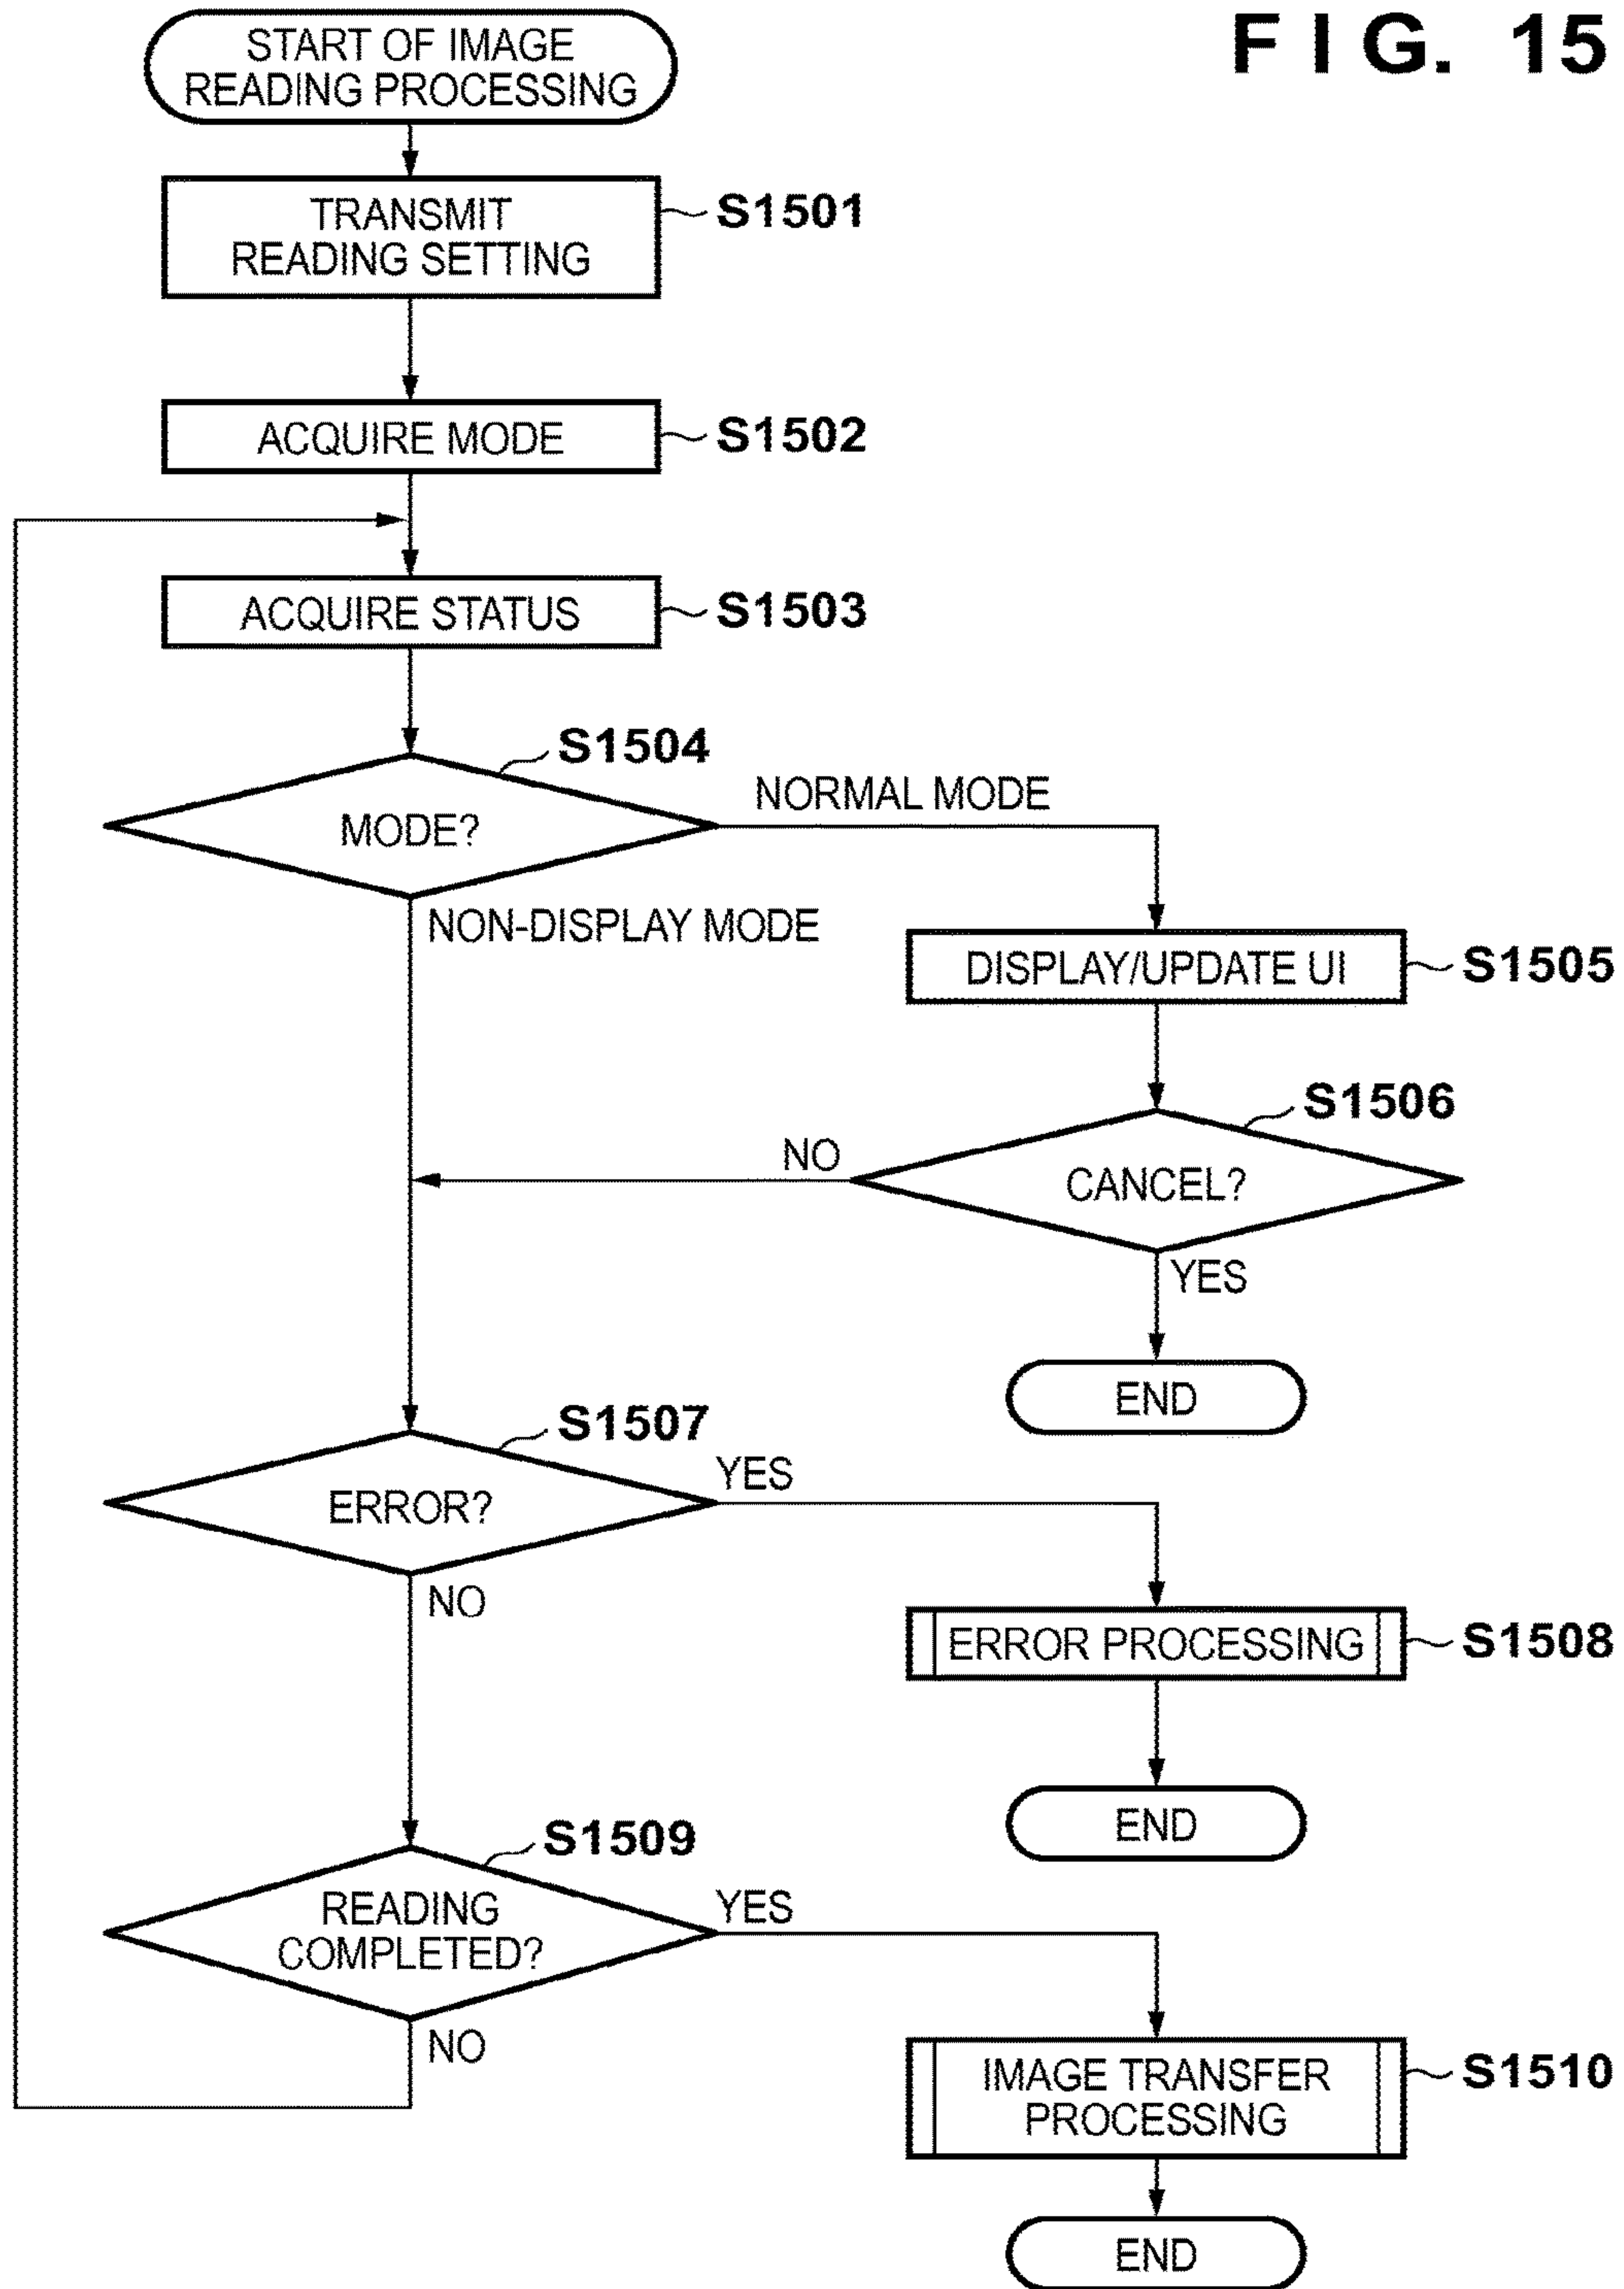 F I G. 15
START OF IMAGE
READING PROCESSING
TRANSMIT
READING SETTING
S1501
ACQUIRE MODE
S1502
ACQUIRE STATUS
S1503
S1504
MODE?
NORMAL MODE
NON-DISPLAY MODE
DISPLAY/UPDATE UI
S1505
S1506
CANCEL?
NO
YES
END
S1507
ERROR?
YES
NO
ERROR PROCESSING
S1508
END
S1509
READING
COMPLETED?
YES
NO
IMAGE TRANSFER
PROCESSING
S1510
END